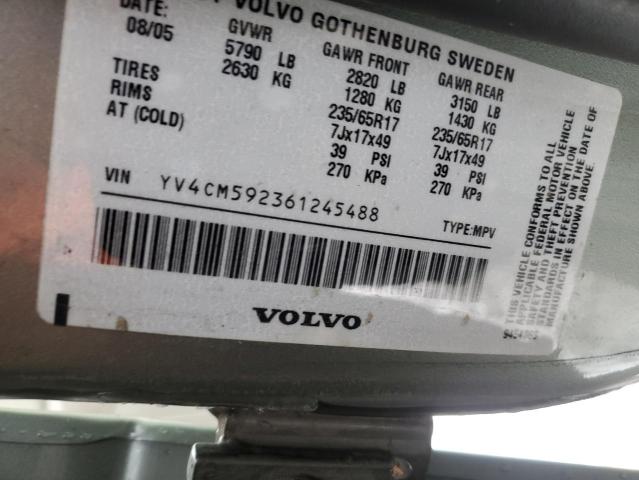 VOLVO GOTHENBURG SWEDEN
DATE: 08/05
GVWR 5790 LB 2630 KG
GAWR FRONT 2820 LB 1280 KG
GAWR REAR 3150 LB 1430 KG
TIRES 235/65R17 235/65R17
RIMS 7Jx17x49 7Jx17x49
AT (COLD) 39 PSI 39 PSI
270 KPa 270 KPa
VIN YV4CM592361245488
TYPE:MPV
VOLVO
THIS VEHICLE CONFORMS TO ALL
APPLICABLE FEDERAL MOTOR VEHICLE
SAFETY AND THEFT PREVENTION
STANDARDS IN EFFECT ON THE DATE OF
MANUFACTURE SHOWN ABOVE.